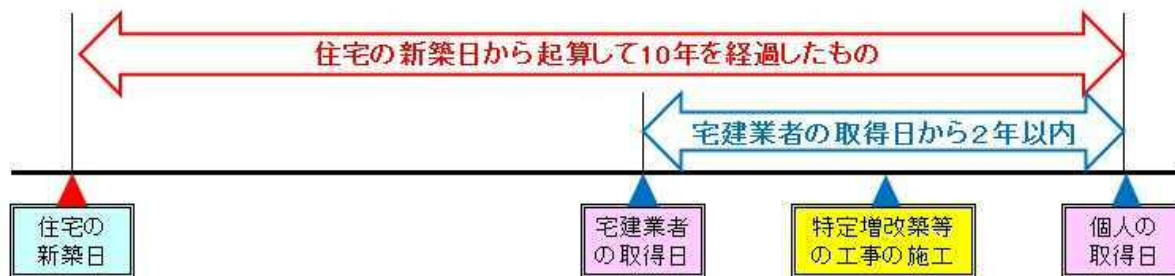 住宅の新築日から起算して10年を経過したもの
宅建業者の取得日から2年以内
住宅の
新築日
宅建業者
の取得日
特定増改築等
の工事の施工
個人の
取得日